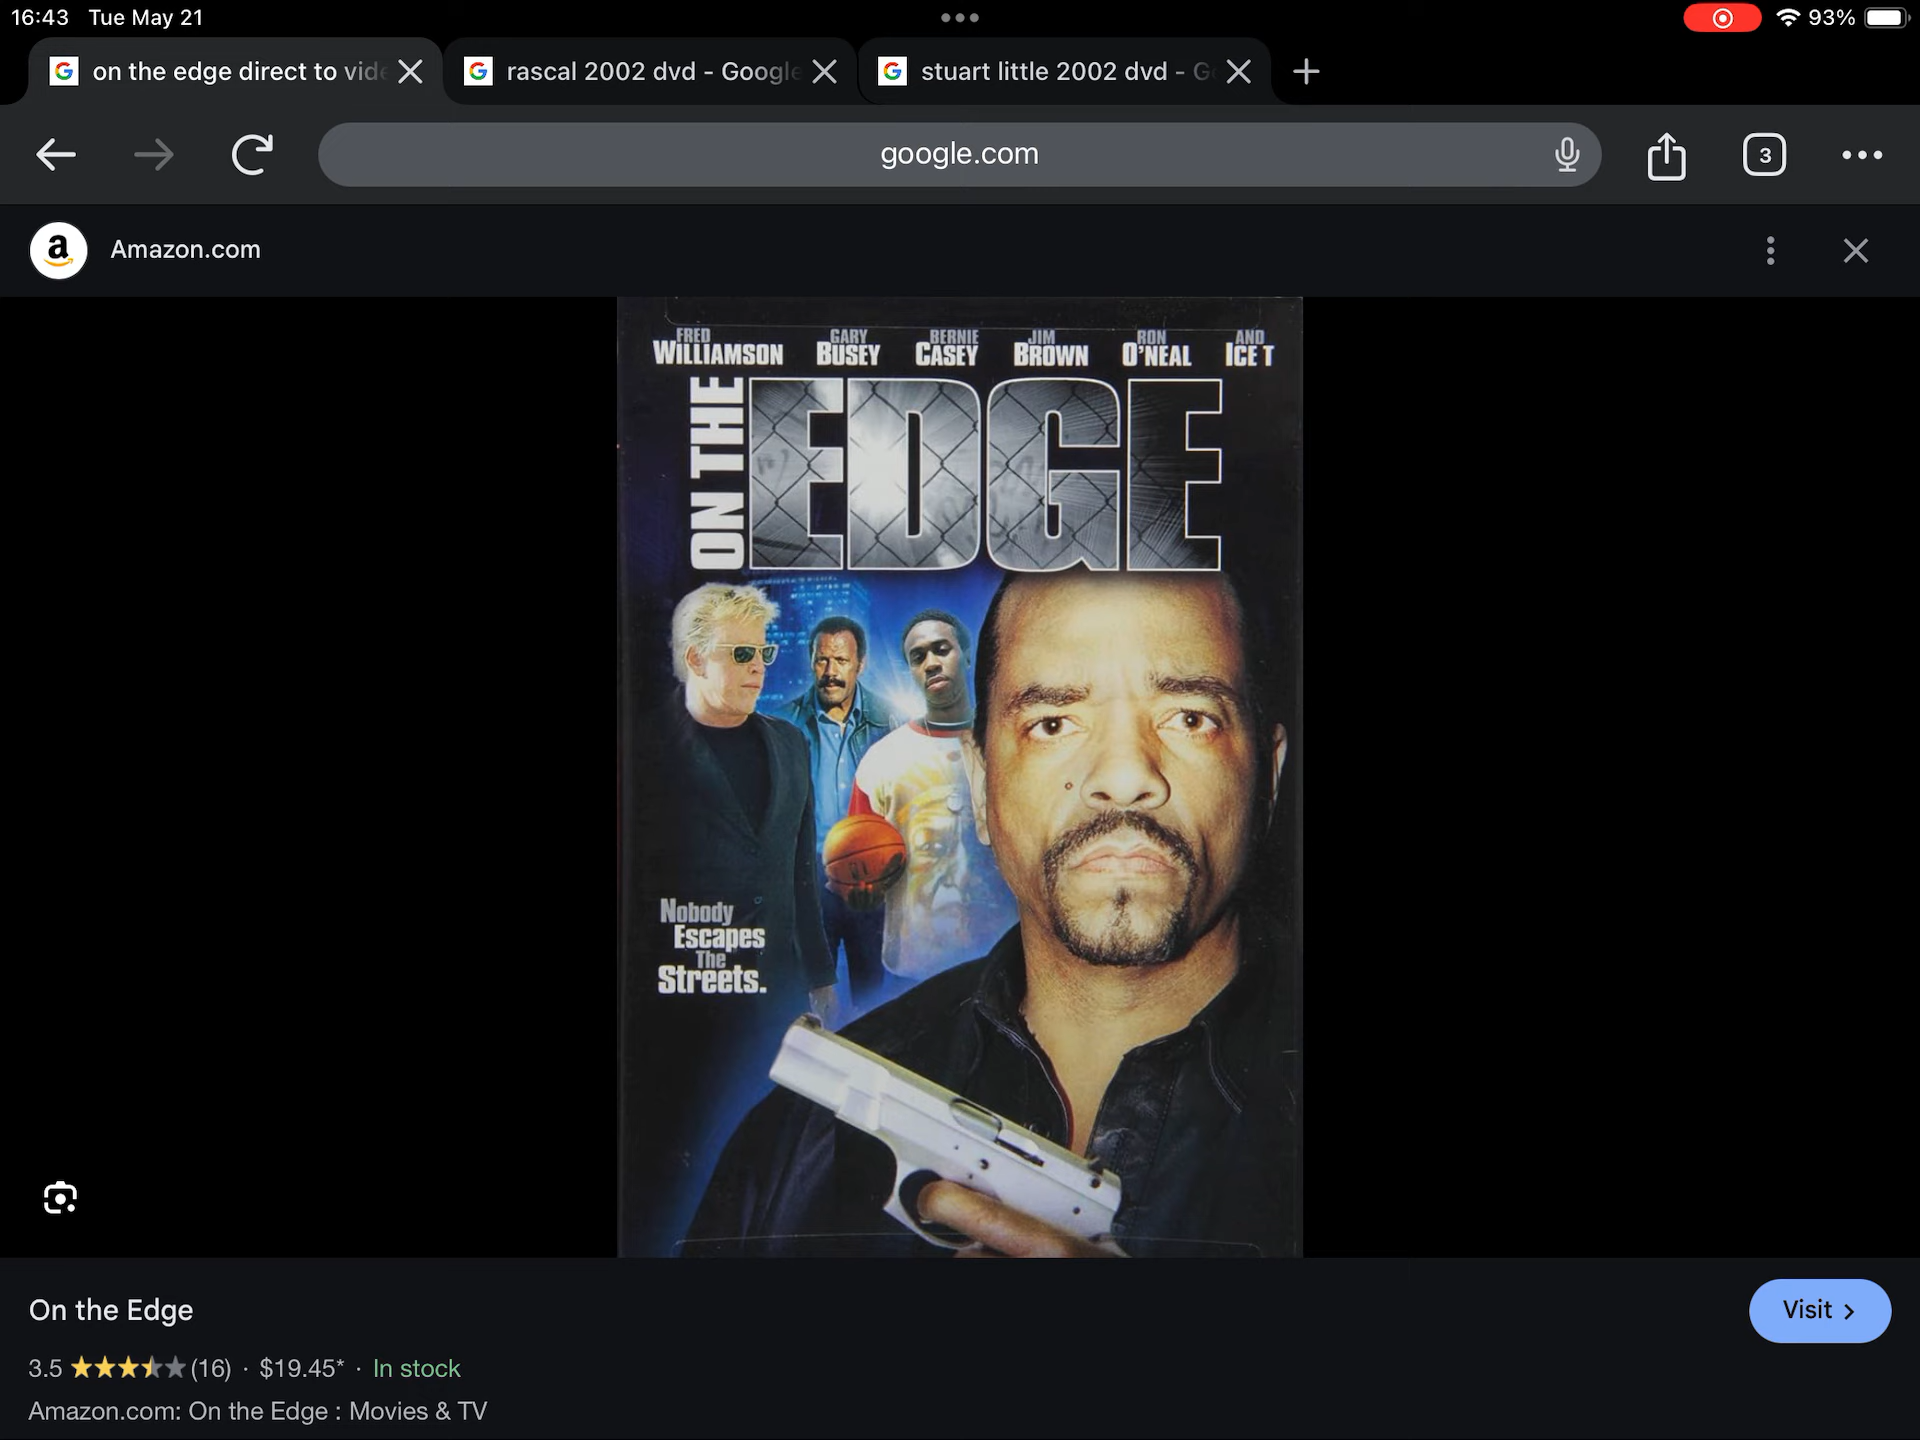 16:43 Tue May 21
93%
on the edge direct to vide
rascal 2002 dvd - Google
stuart little 2002 dvd - G
google.com
3
a
Amazon.com
FRED WILLIAMSON GARY BUSEY BERNIE CASEY JIM BROWN RON O'NEAL AND ICE T
ON THE EDGE
Nobody
Escapes
The
Streets.
On the Edge
Visit
3.5 (16) · $19.45* · In stock
Amazon.com: On the Edge : Movies & TV